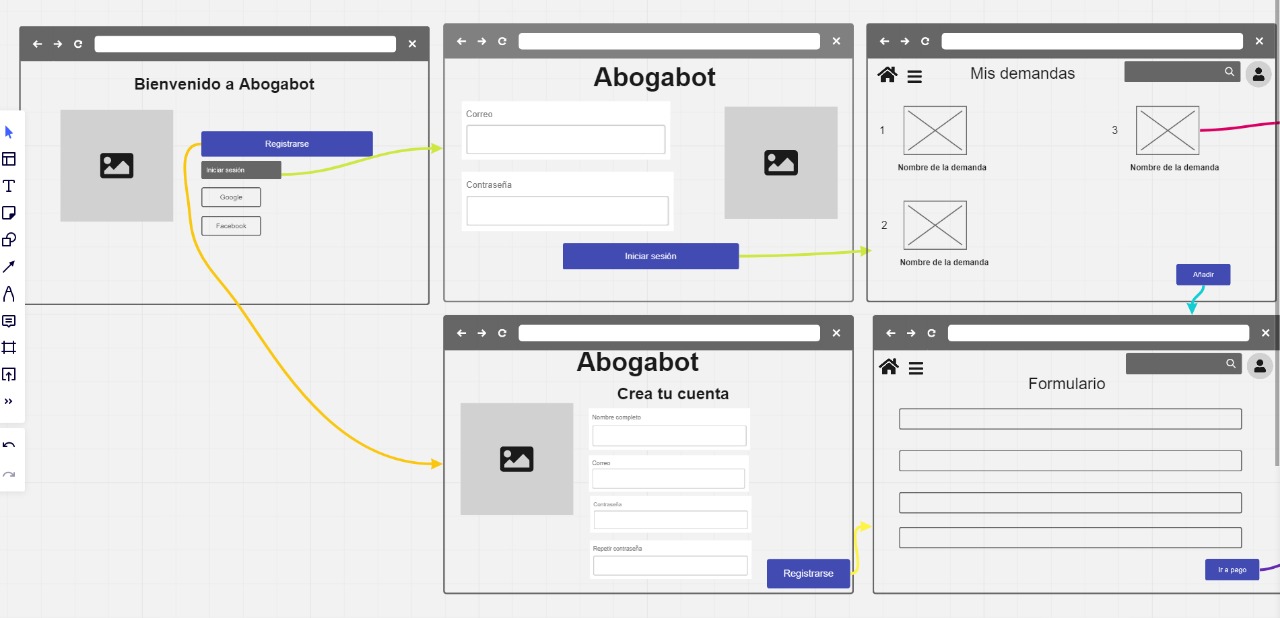 Bienvenido a Abogabot
Registrarse
Iniciar sesión
Google
Facebook
Abogabot
Correo
Contraseña
Iniciar sesión
Mis demandas
1
Nombre de la demanda
3
Nombre de la demanda
2
Nombre de la demanda
Añadir
Abogabot
Crea tu cuenta
Nombre completo
Correo
Contraseña
Repetir contraseña
Registrarse
Formulario
Ir a pago